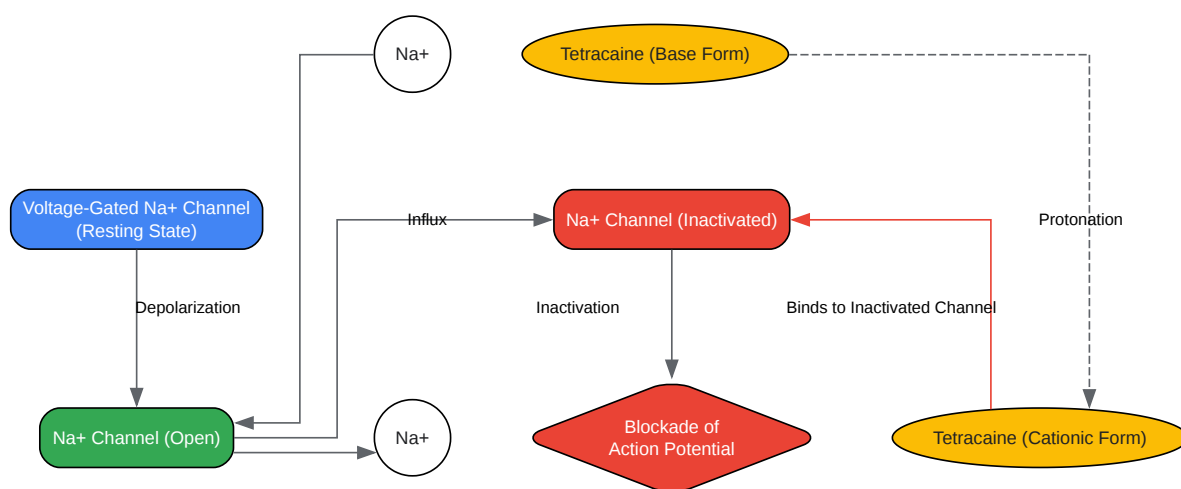 Na+
Tetracaine (Base Form)
Voltage-Gated Na+ Channel
(Resting State)
Influx
Na+ Channel (Inactivated)
Protonation
Depolarization
Inactivation
Binds to Inactivated Channel
Na+ Channel (Open)
Na+
Blockade of
Action Potential
Tetracaine (Cationic Form)